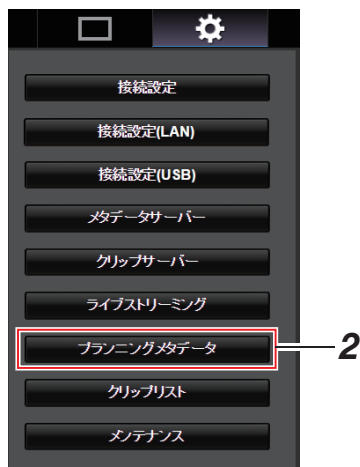 接続設定
接続設定(LAN)
接続設定(USB)
メタデータサーバー
クリップサーバー
ライブストリーミング
プランニングメタデータ
2
クリップリスト
メンテナンス